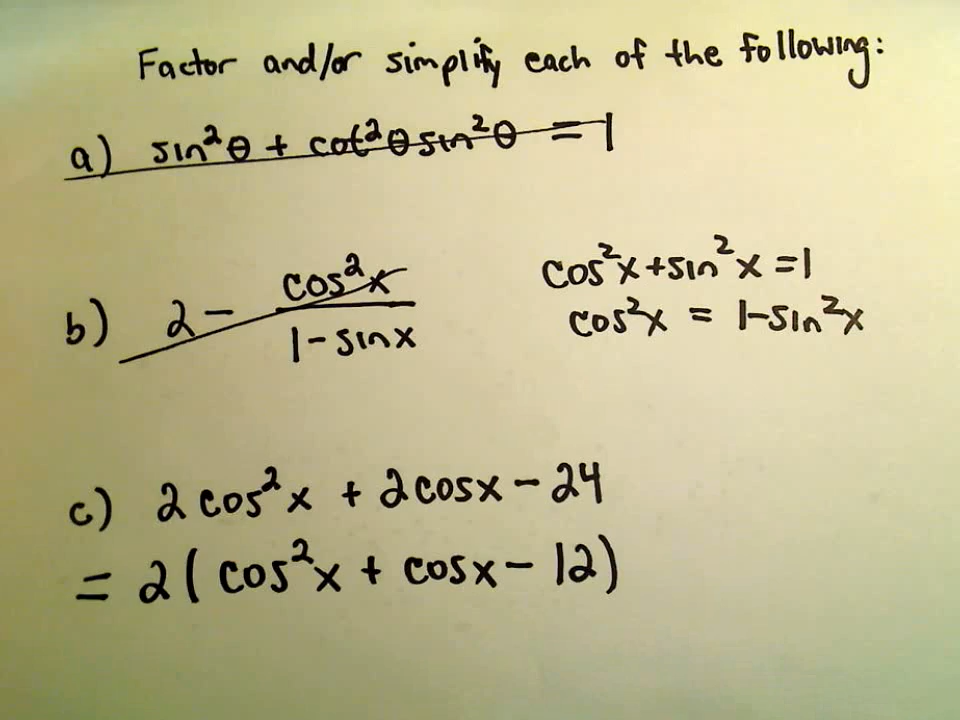 Factor and/or simplify each of the following:
a) sin²θ + cot²θ sin²θ = 1
b) 2 - cos²x / 1 - sinx
cos²x + sin²x = 1
cos²x = 1 - sin²x
c) 2cos²x + 2cosx - 24
= 2(cos²x + cosx - 12)